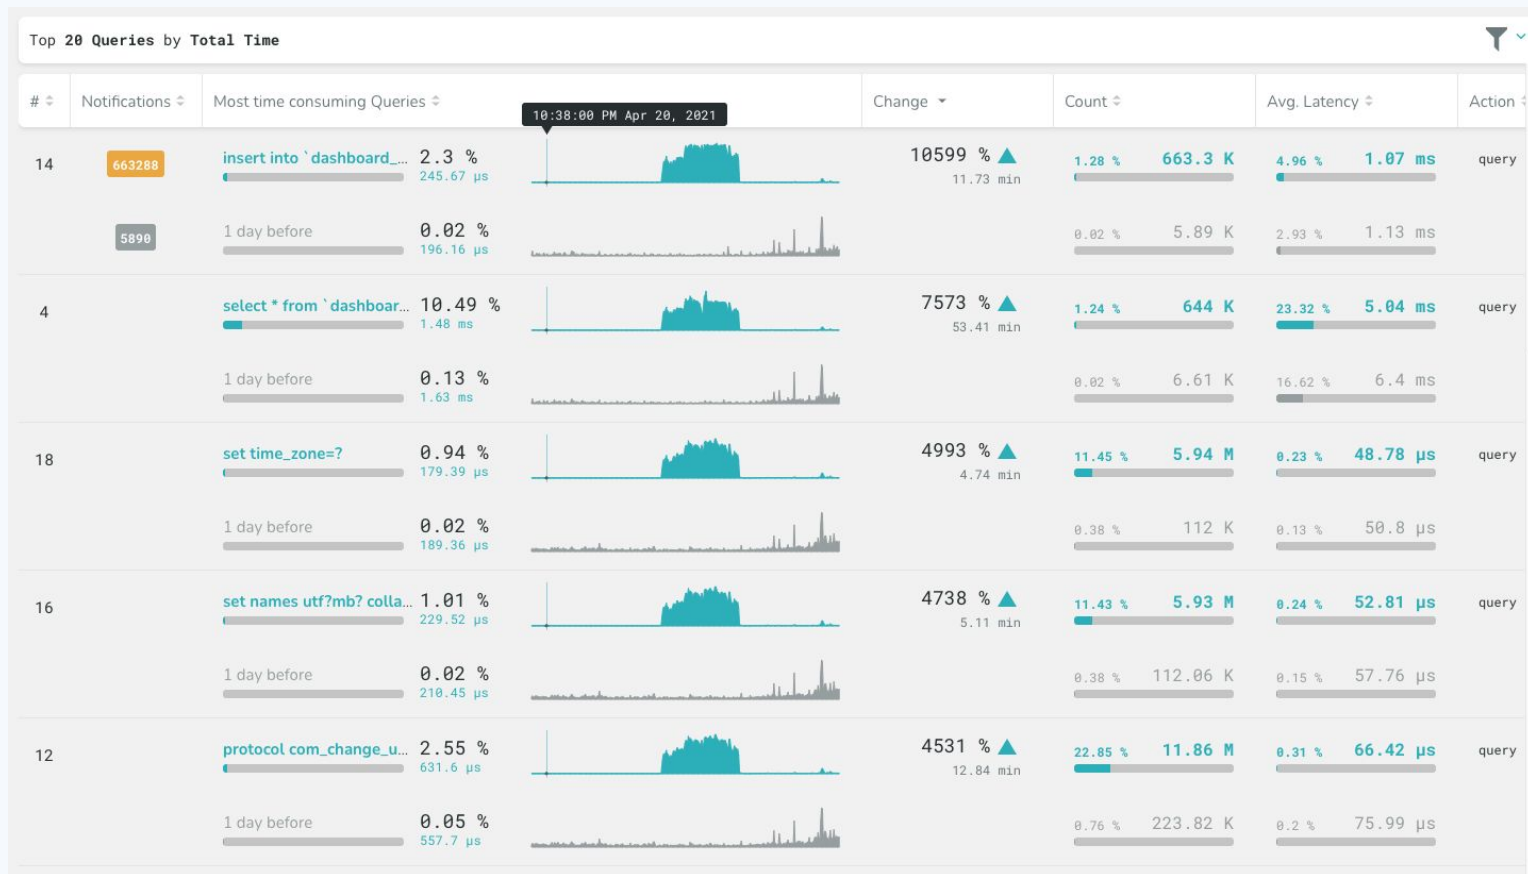 Top 20 Queries by Total Time
# Notifications Most time consuming Queries Change Count Avg. Latency Action
10:38:00 PM Apr 20, 2021
14 663288 insert into `dashboard_... 2.3 % 10599 % 1.28 % 663.3 K 4.96 % 1.07 ms query
245.67 µs 11.73 min
5890 1 day before 0.02 % 0.02 % 5.89 K 2.93 % 1.13 ms
196.16 µs
4 select * from `dashboar... 10.49 % 7573 % 1.24 % 644 K 23.32 % 5.04 ms query
1.48 ms 53.41 min
1 day before 0.13 % 0.02 % 6.61 K 16.62 % 6.4 ms
1.63 ms
18 set time_zone=? 0.94 % 4993 % 11.45 % 5.94 M 0.23 % 48.78 µs query
179.39 µs 4.74 min
1 day before 0.02 % 0.38 % 112 K 0.13 % 50.8 µs
189.36 µs
16 set names utf?mb? colla... 1.01 % 4738 % 11.43 % 5.93 M 0.24 % 52.81 µs query
229.52 µs 5.11 min
1 day before 0.02 % 0.38 % 112.06 K 0.15 % 57.76 µs
210.45 µs
12 protocol com_change_u... 2.55 % 4531 % 22.85 % 11.86 M 0.31 % 66.42 µs query
631.6 µs 12.84 min
1 day before 0.05 % 0.76 % 223.82 K 0.2 % 75.99 µs
557.7 µs